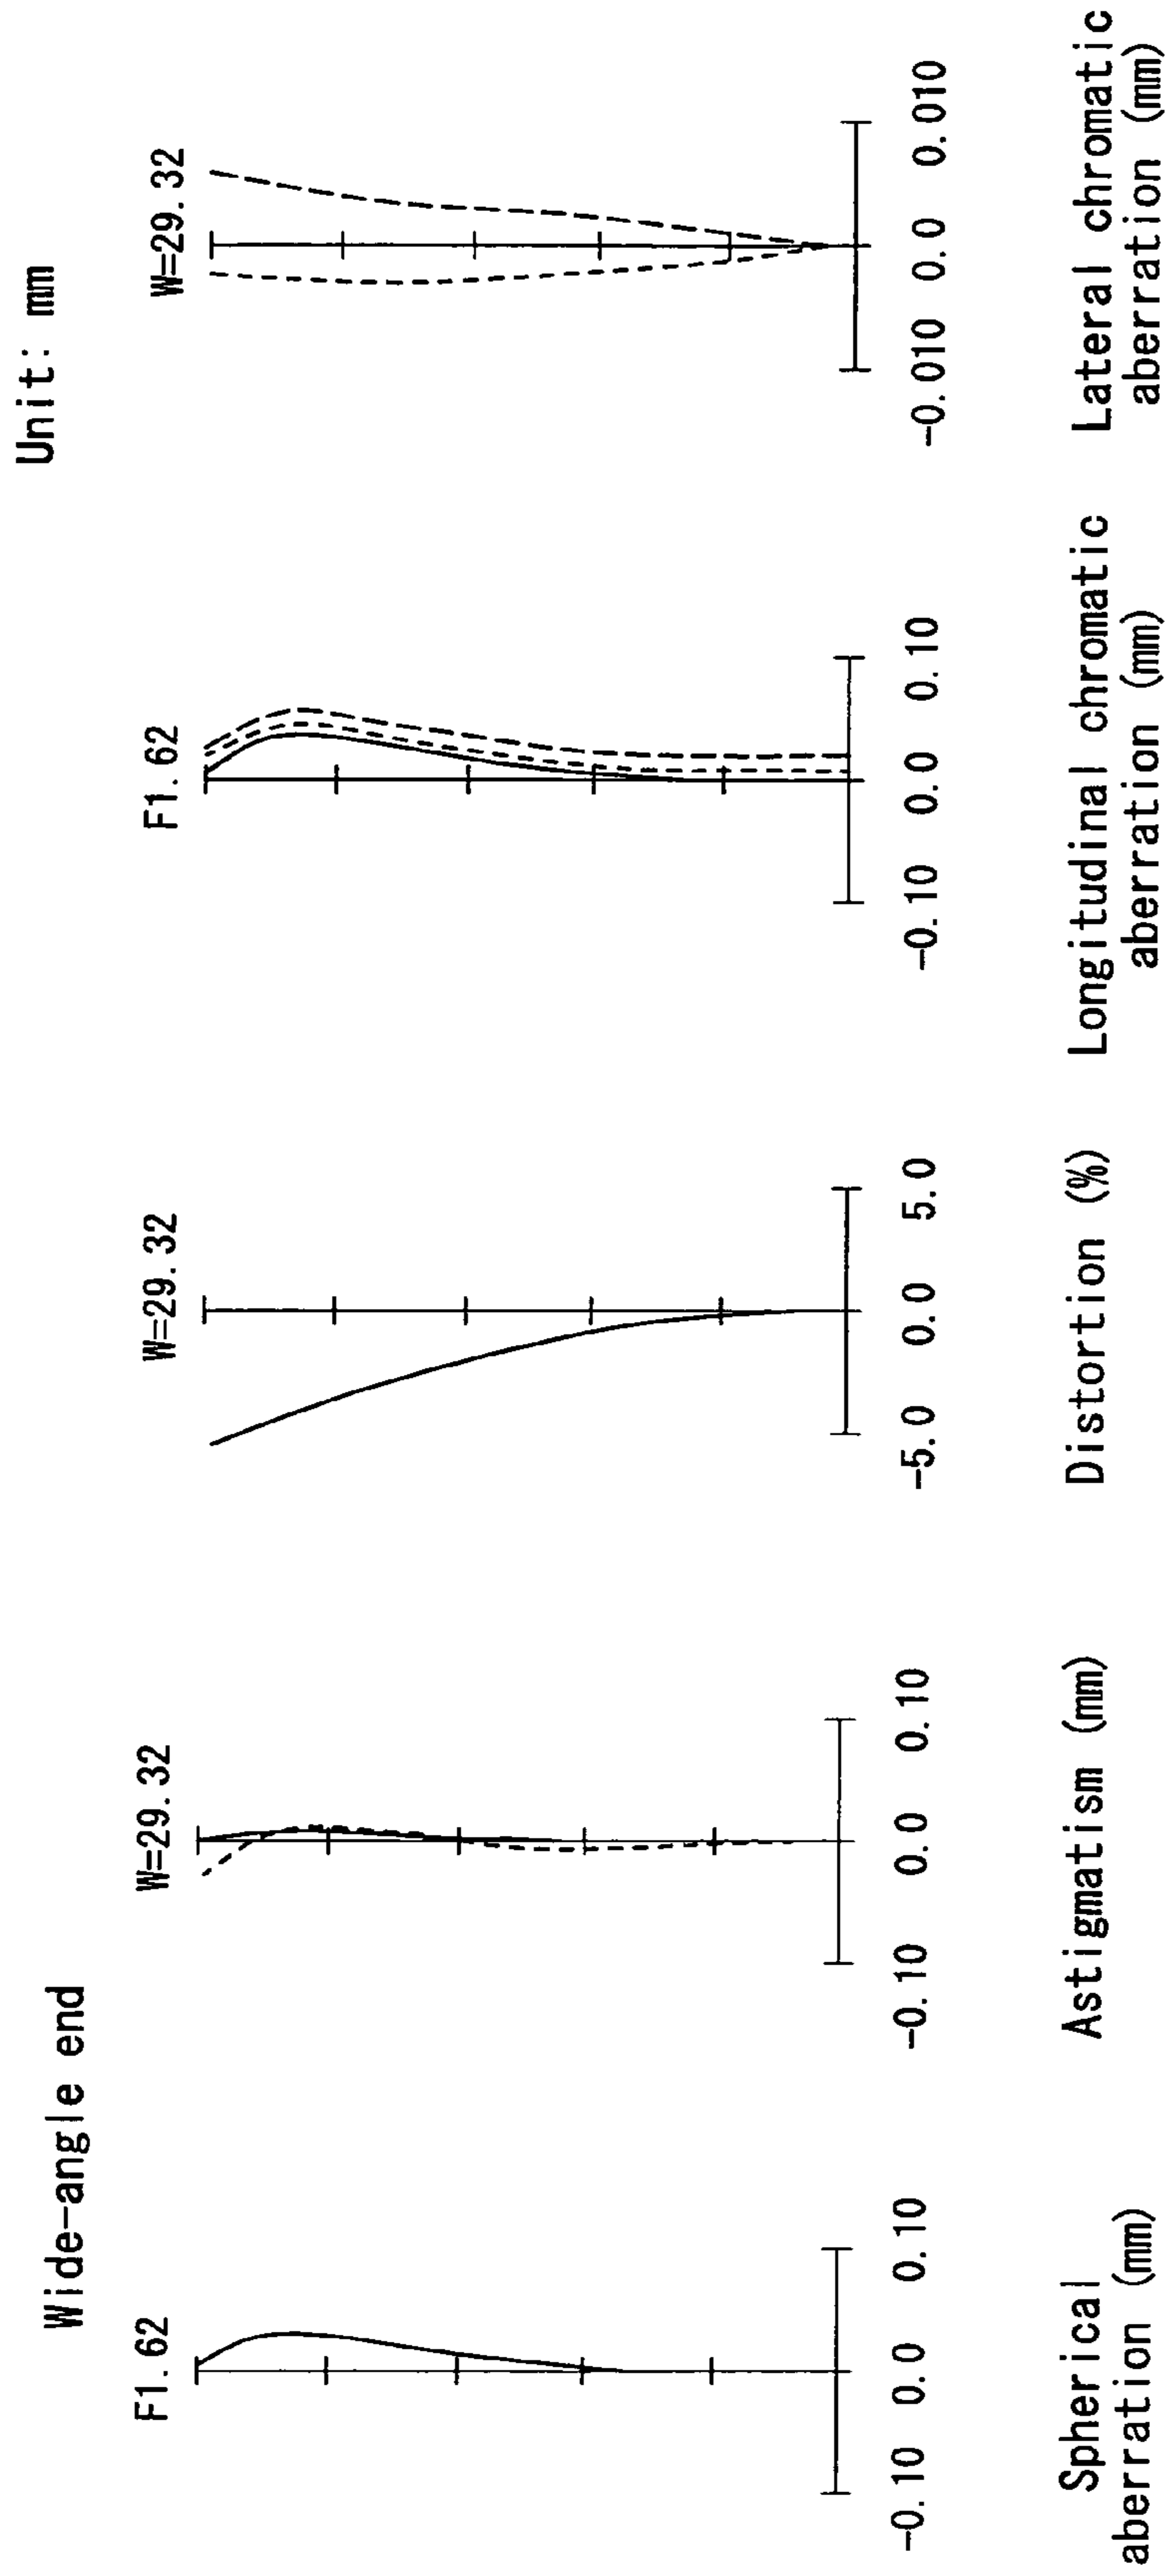 Unit: mm
Wide-angle end
F1.62
-0.10 0.0 0.10
Spherical
aberration (mm)
W=29.32
-0.10 0.0 0.10
Astigmatism (mm)
W=29.32
-5.0 0.0 5.0
Distortion (%)
F1.62
-0.10 0.0 0.10
Longitudinal chromatic
aberration (mm)
W=29.32
-0.010 0.0 0.010
Lateral chromatic
aberration (mm)